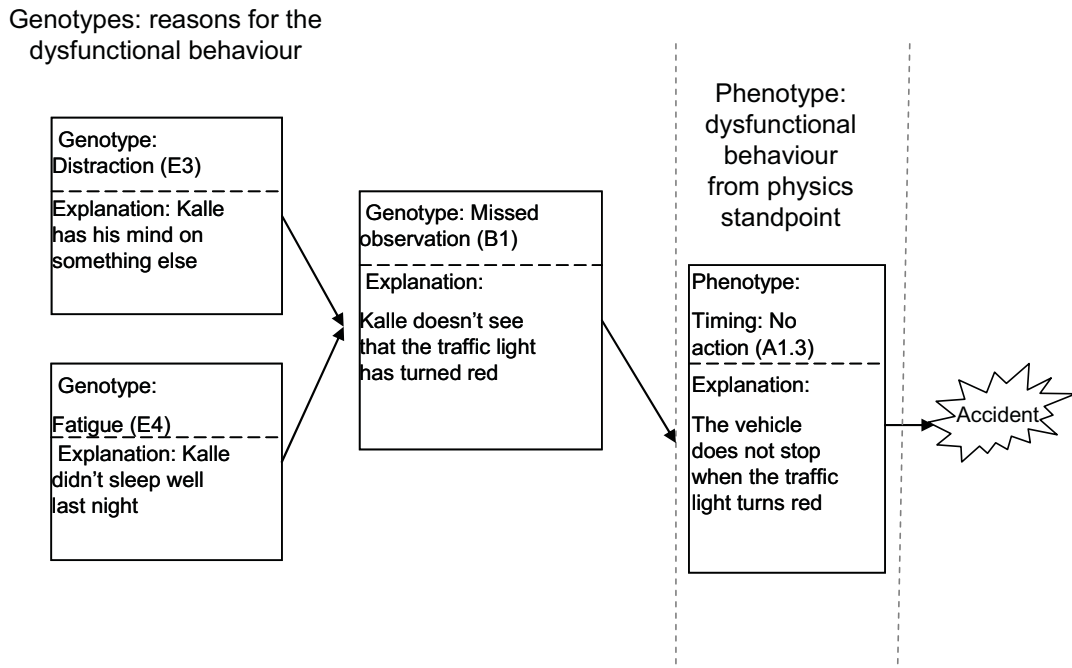 Genotypes: reasons for the
dysfunctional behaviour
Genotype:
Distraction (E3)
Explanation: Kalle
has his mind on
something else
Genotype:
Fatigue (E4)
Explanation: Kalle
didn’t sleep well
last night
Genotype: Missed
observation (B1)
Explanation:
Kalle doesn’t see
that the traffic light
has turned red
Phenotype:
dysfunctional
behaviour
from physics
standpoint
Phenotype:
Timing: No
action (A1.3)
Explanation:
The vehicle
does not stop
when the traffic
light turns red
Accident